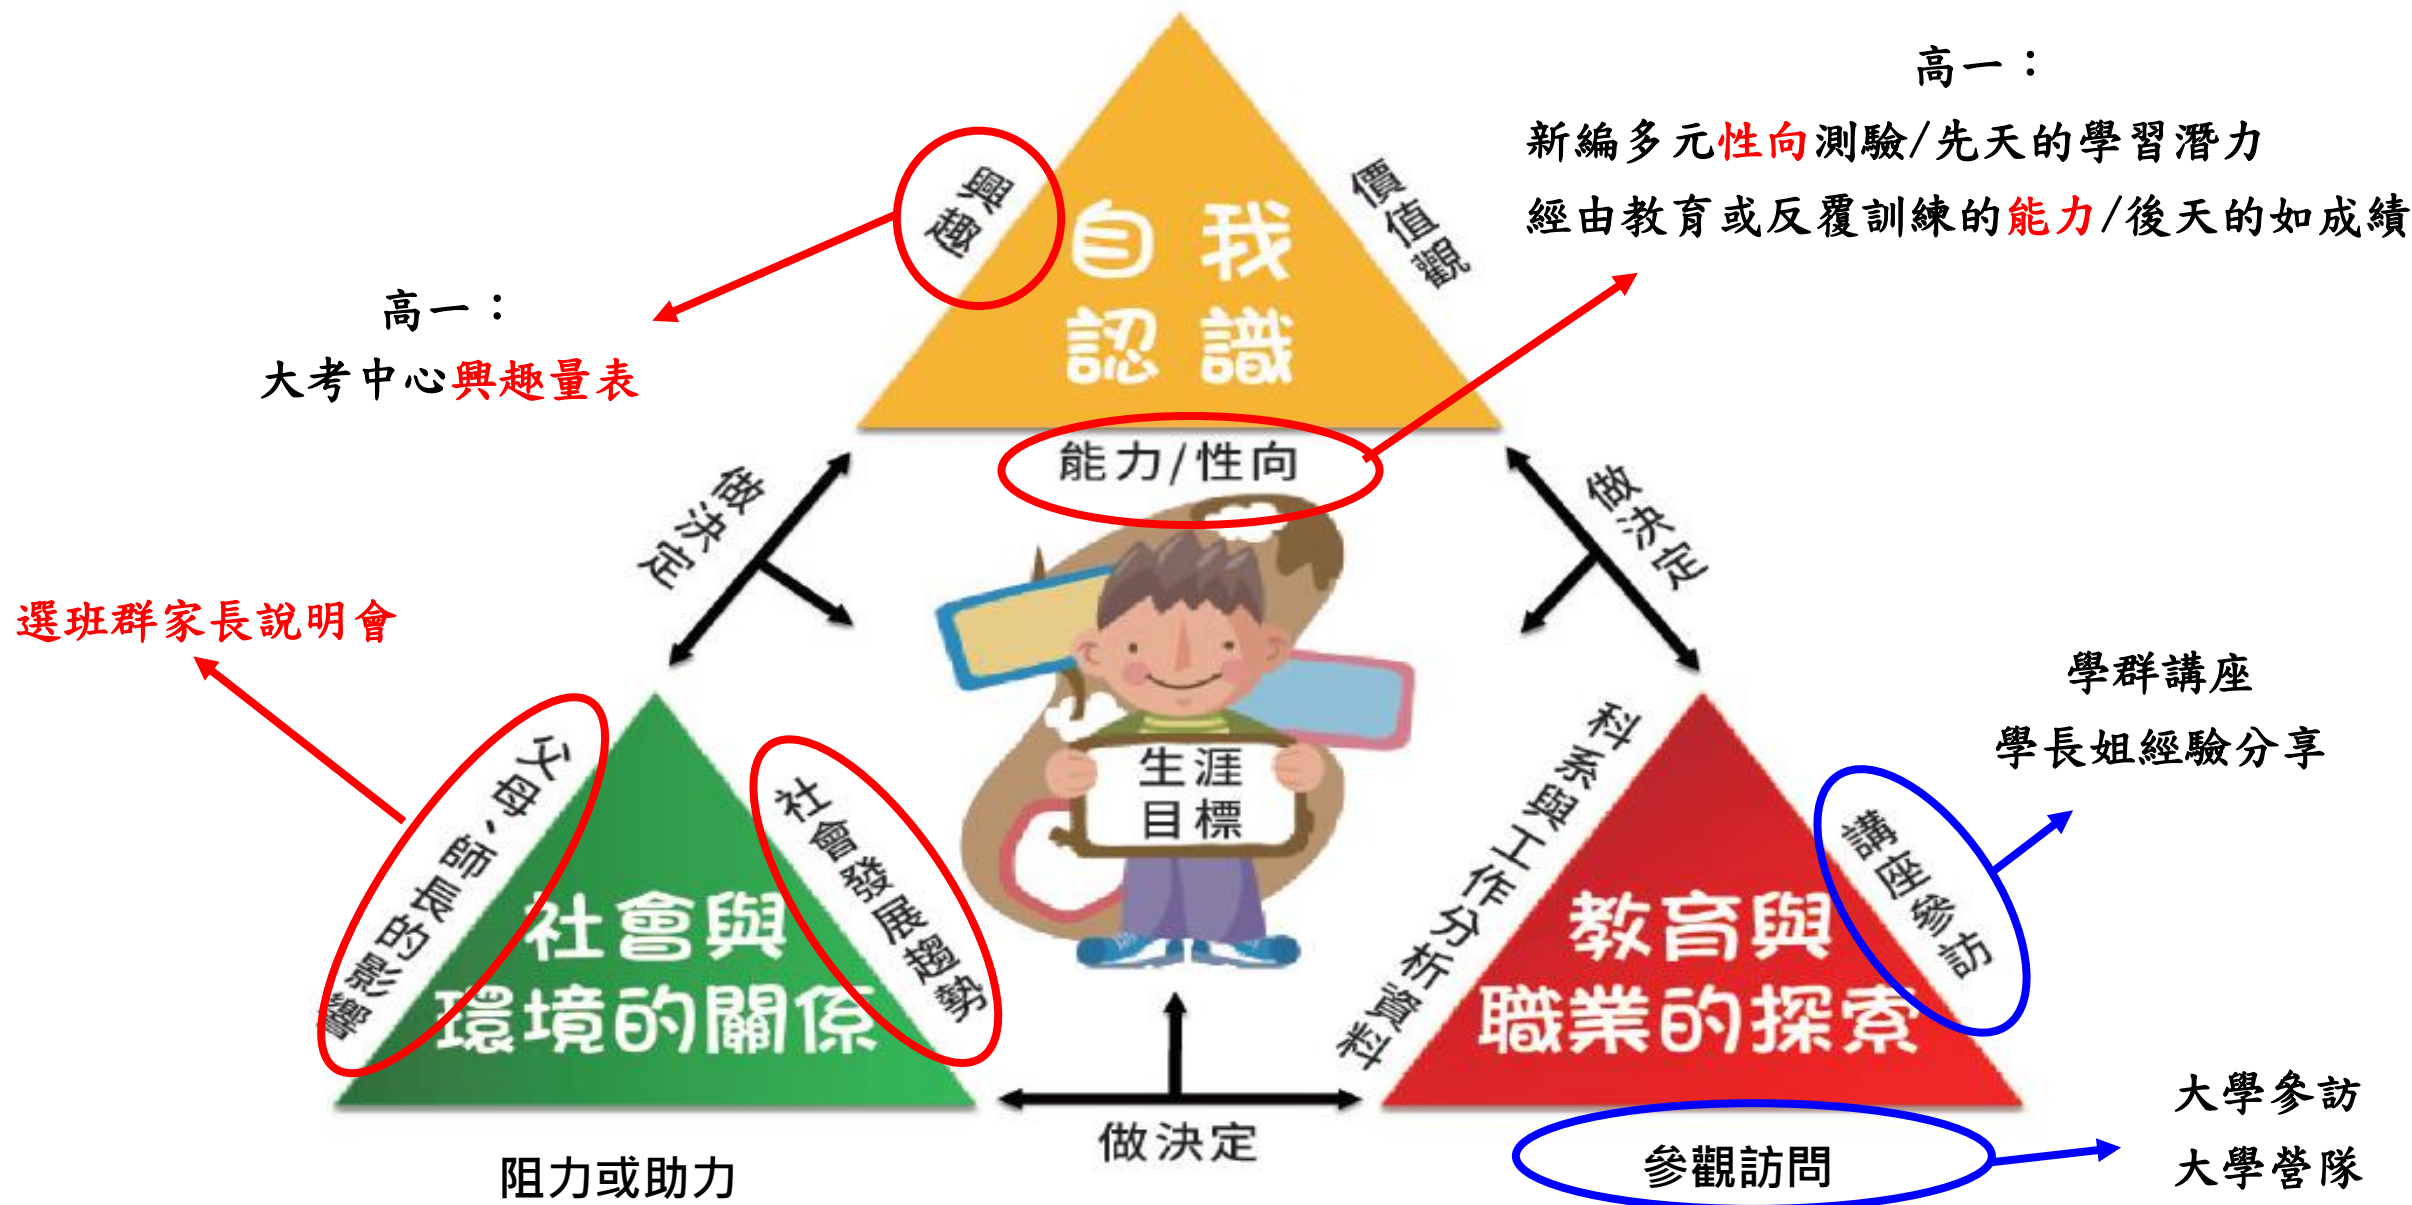 高一：
新編多元性向測驗/先天的學習潛力
經由教育或反覆訓練的能力/後天的如成績
興趣
價值觀
自我
認識
高一：
大考中心興趣量表
能力/性向
做決定
做決定
選班群家長說明會
學群講座
學長姐經驗分享
父母、師長的影響
社會發展趨勢
生涯
目標
科系與工作分析資料
講座參訪
社會與
環境的關係
教育與
職業的探索
做決定
阻力或助力
參觀訪問
大學參訪
大學營隊